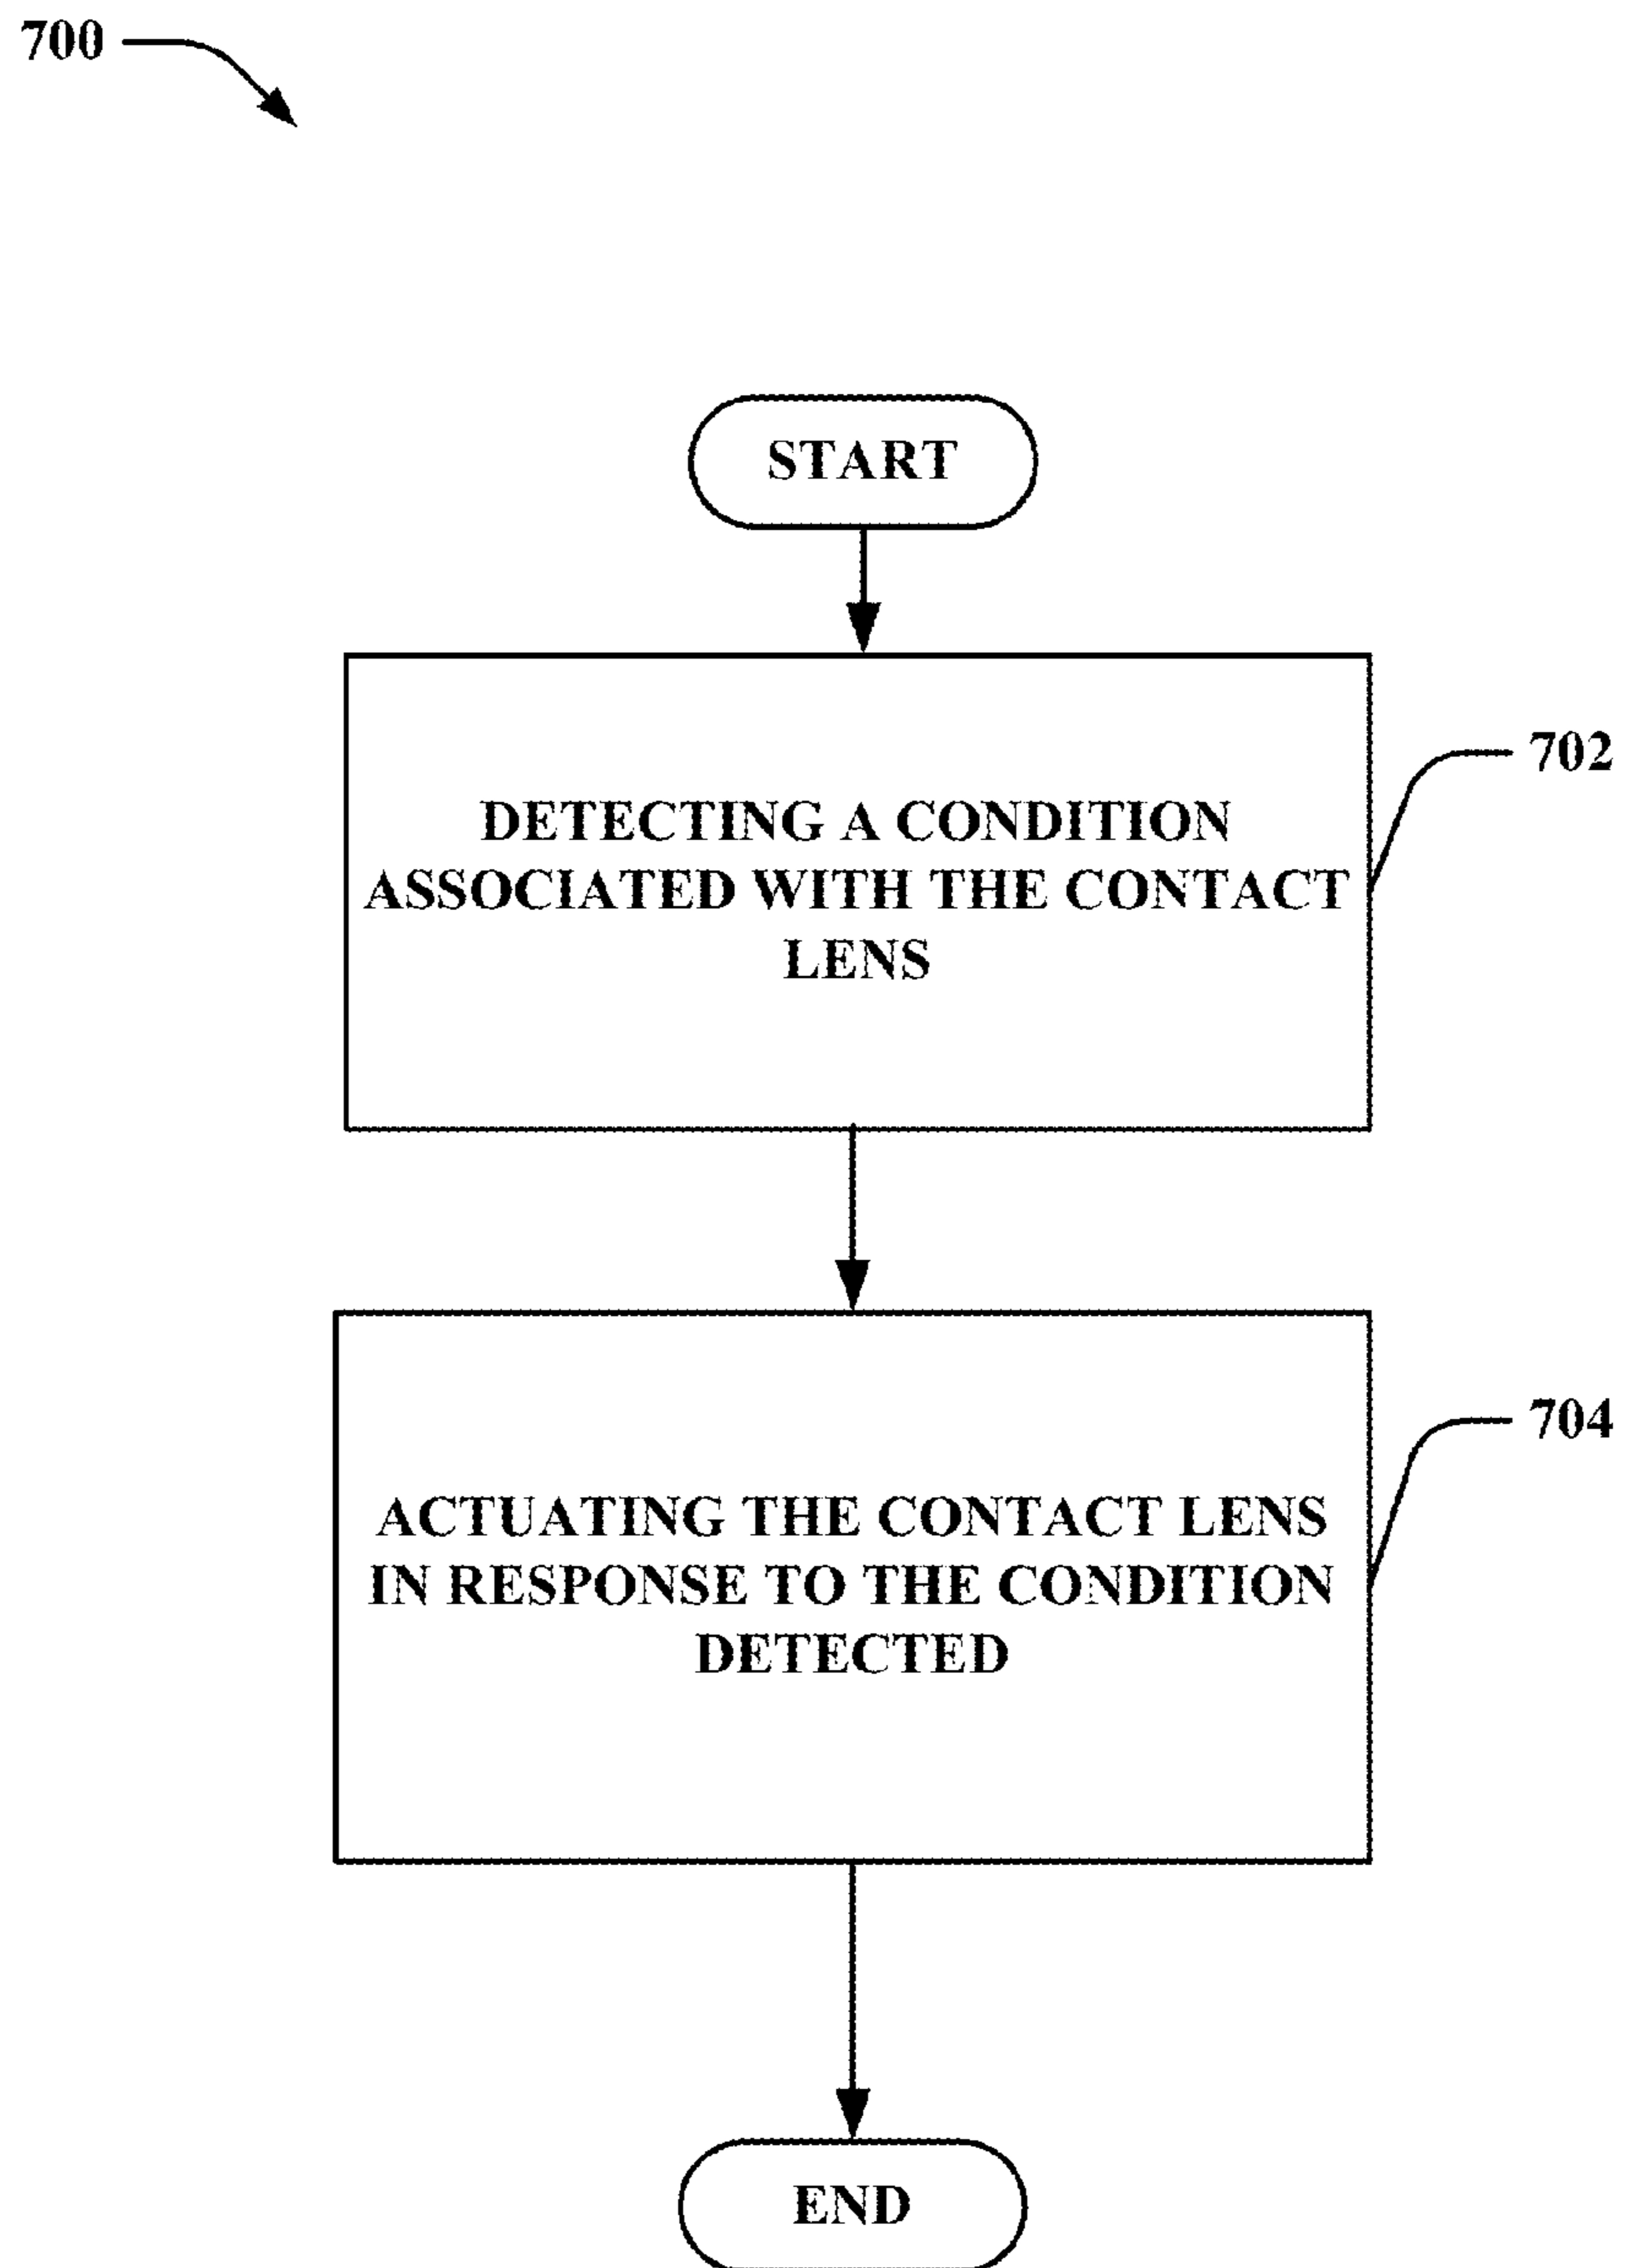 700
START
DETECTING A CONDITION
ASSOCIATED WITH THE CONTACT
LENS
702
ACTUATING THE CONTACT LENS
IN RESPONSE TO THE CONDITION
DETECTED
704
END